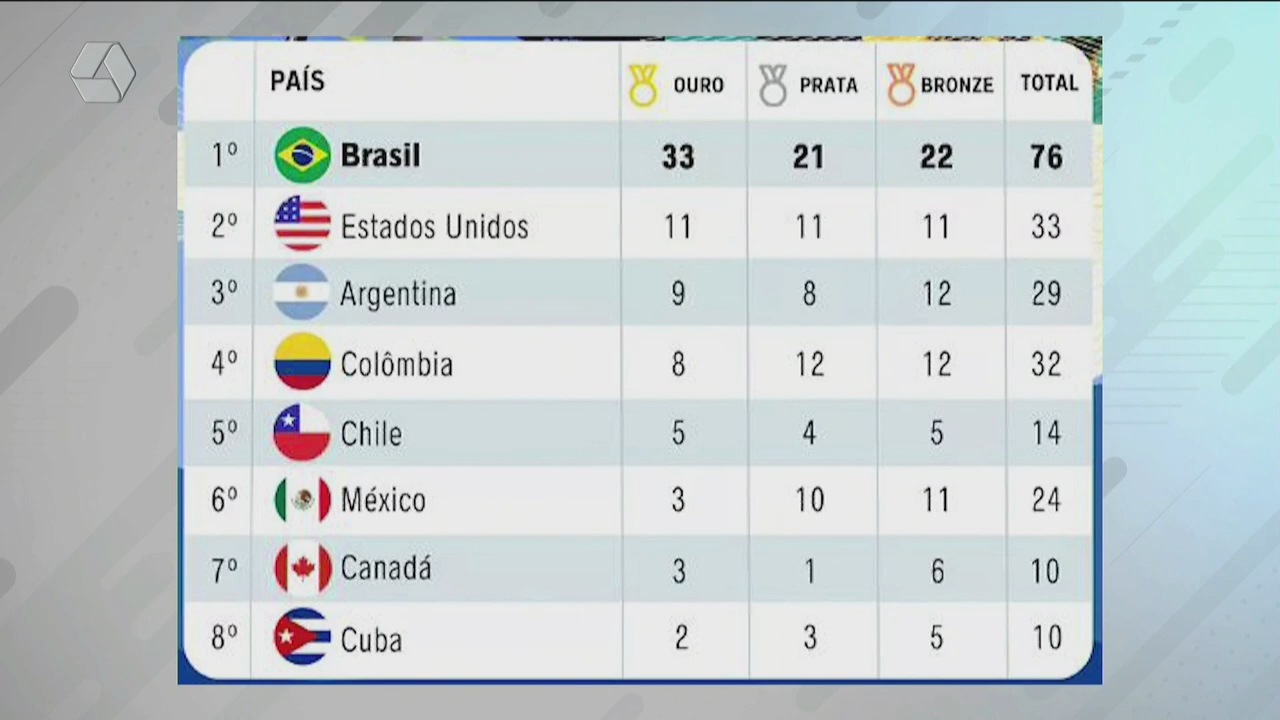 PAÍS OURO PRATA BRONZE TOTAL
1º Brasil 33 21 22 76
2º Estados Unidos 11 11 11 33
3º Argentina 9 8 12 29
4º Colômbia 8 12 12 32
5º Chile 5 4 5 14
6º México 3 10 11 24
7º Canadá 3 1 6 10
8º Cuba 2 3 5 10